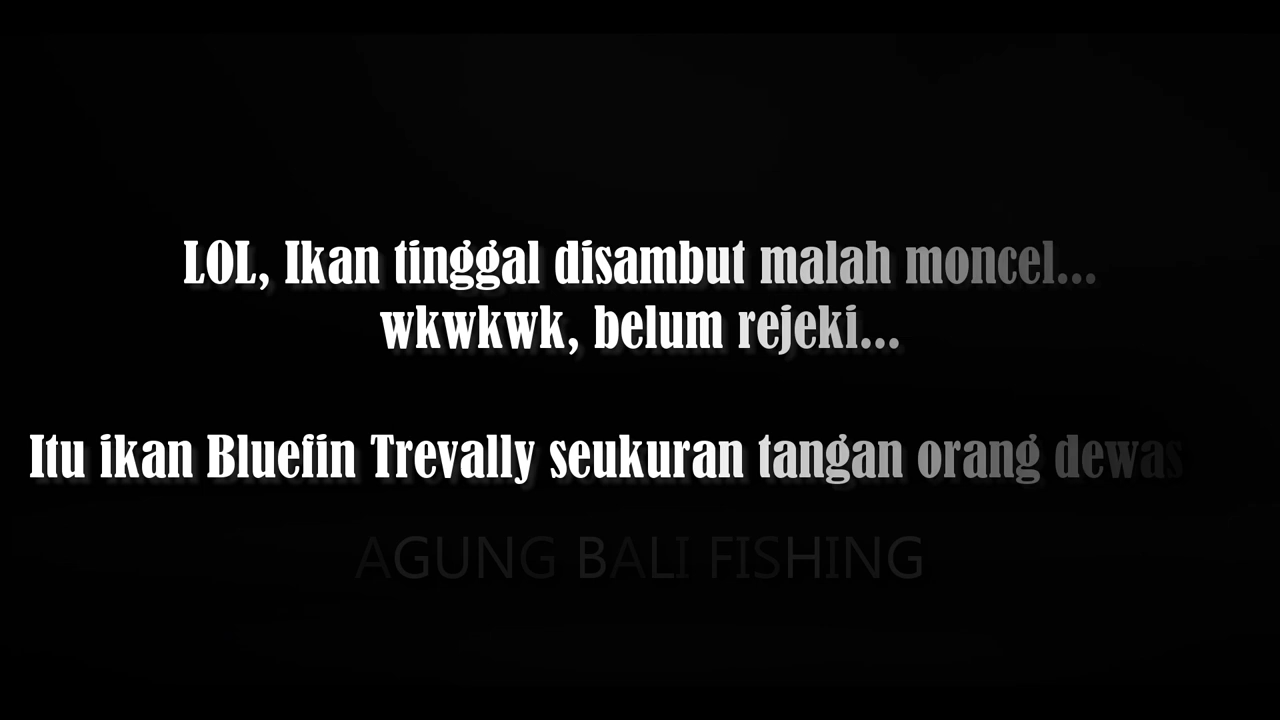 LOL, Ikan tinggal disambut malah moncel...
wkwkwk, belum rejeki...
Itu ikan Bluefin Trevally seukuran tangan orang dewas
AGUNG BALI FISHING